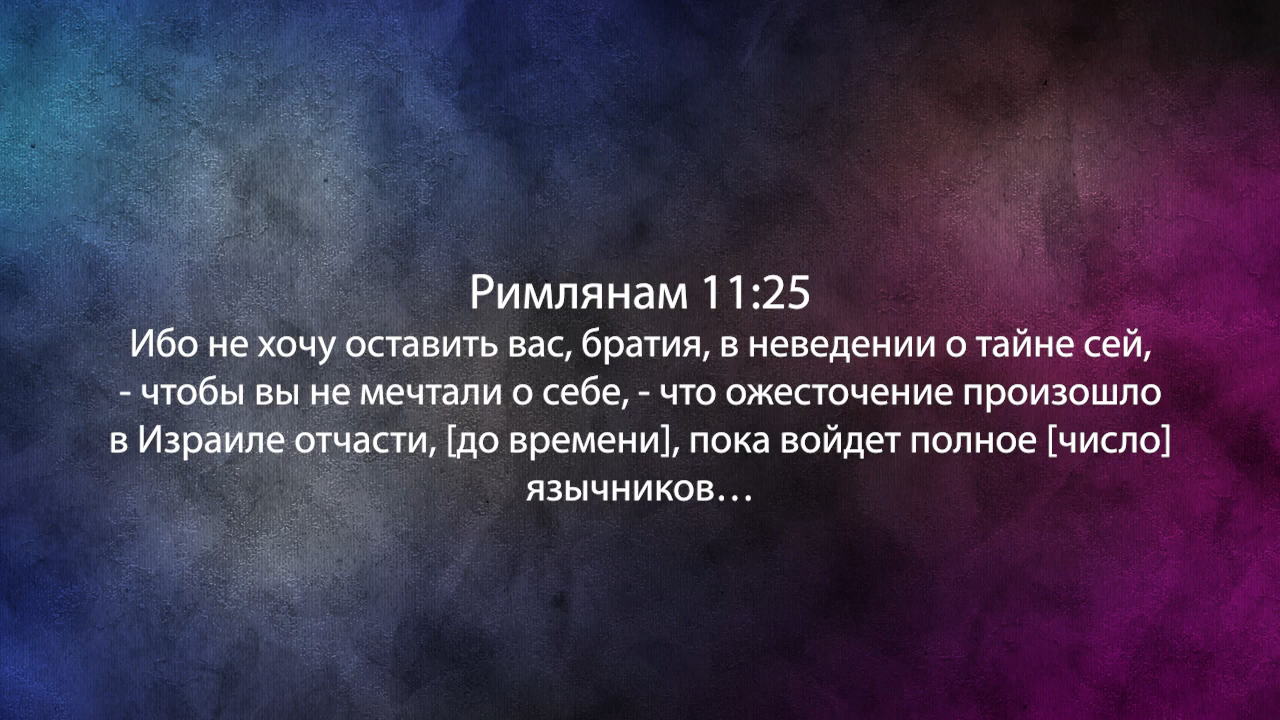 Римлянам 11:25
Ибо не хочу оставить вас, братия, в неведении о тайне сей,
- чтобы вы не мечтали о себе, - что ожесточение произошло
в Израиле отчасти, [до времени], пока войдет полное [число]
язычников…